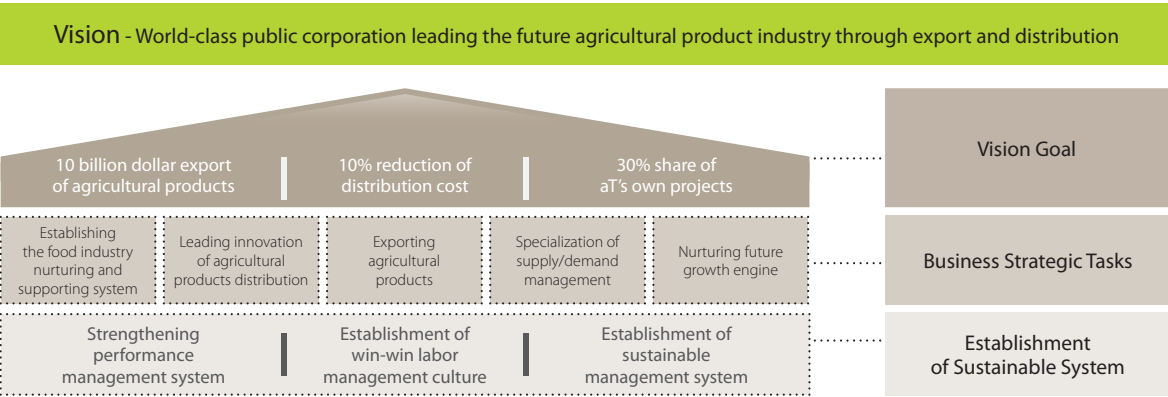 Vision - World-class public corporation leading the future agricultural product industry through export and distribution
10 billion dollar export
of agricultural products
10% reduction of
distribution cost
30% share of
aT's own projects
Vision Goal
Establishing
the food industry
nurturing and
supporting system
Leading innovation
of agricultural
products distribution
Exporting
agricultural
products
Specialization of
supply/demand
management
Nurturing future
growth engine
Business Strategic Tasks
Strengthening
performance
management system
Establishment of
win-win labor
management culture
Establishment of
sustainable
management system
Establishment
of Sustainable System